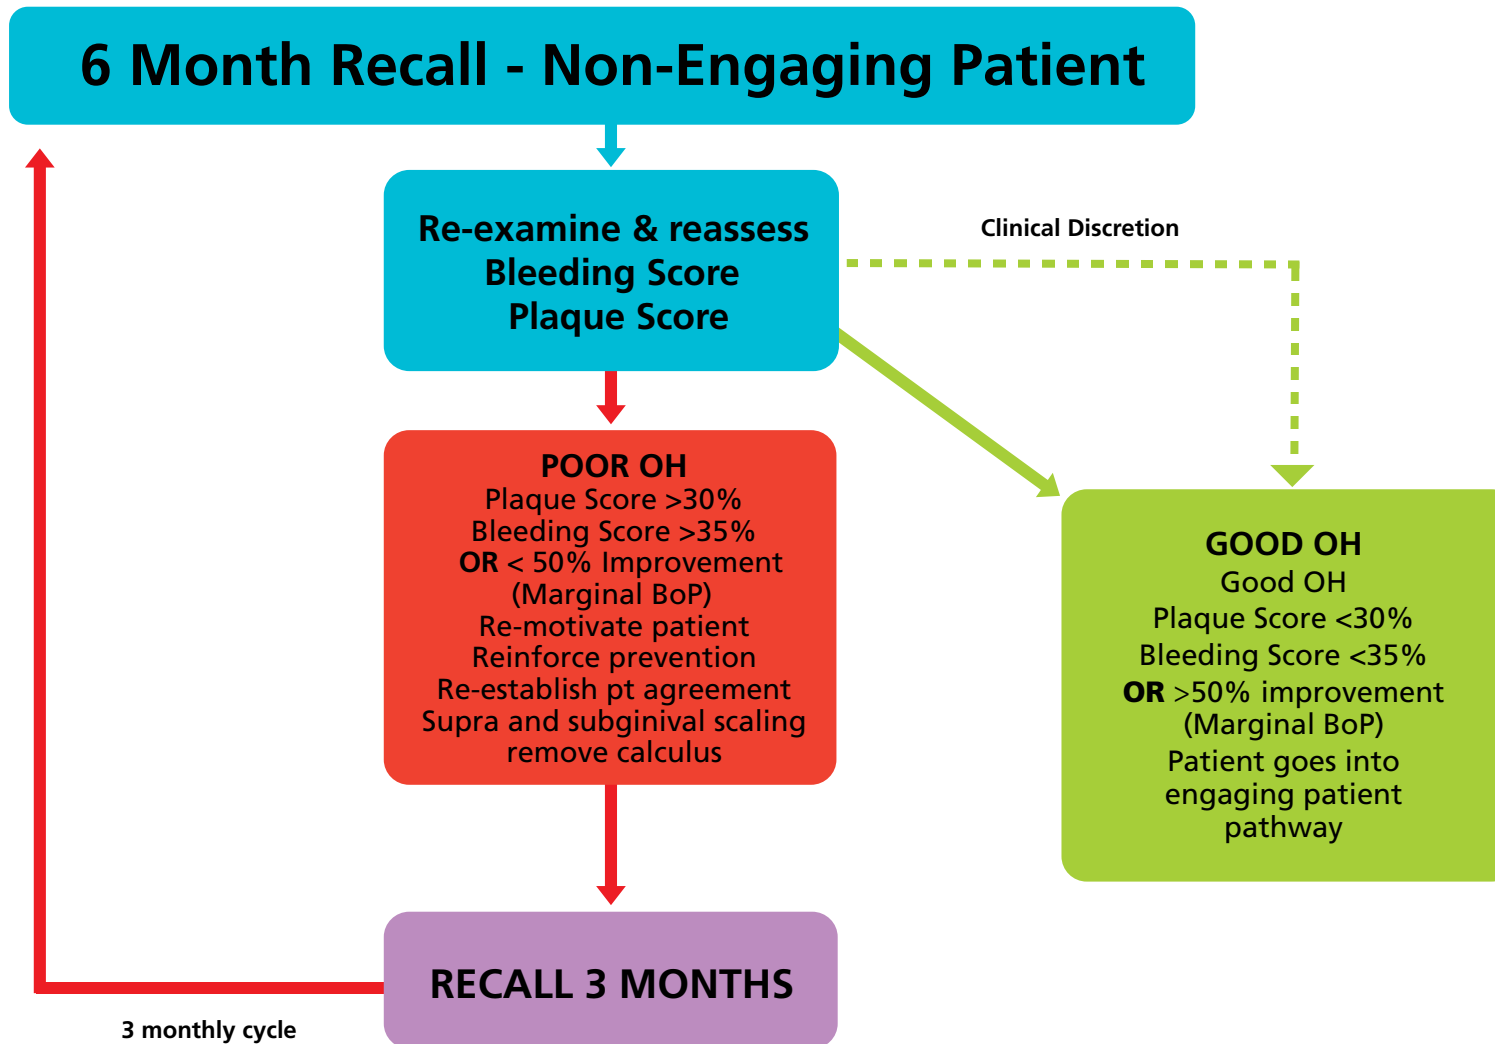 6 Month Recall - Non-Engaging Patient
Re-examine & reassess
Bleeding Score
Plaque Score
Clinical Discretion
POOR OH
Plaque Score >30%
Bleeding Score >35%
OR < 50% Improvement
(Marginal BoP)
Re-motivate patient
Reinforce prevention
Re-establish pt agreement
Supra and subginival scaling
remove calculus
GOOD OH
Good OH
Plaque Score <30%
Bleeding Score <35%
OR >50% improvement
(Marginal BoP)
Patient goes into
engaging patient
pathway
RECALL 3 MONTHS
3 monthly cycle